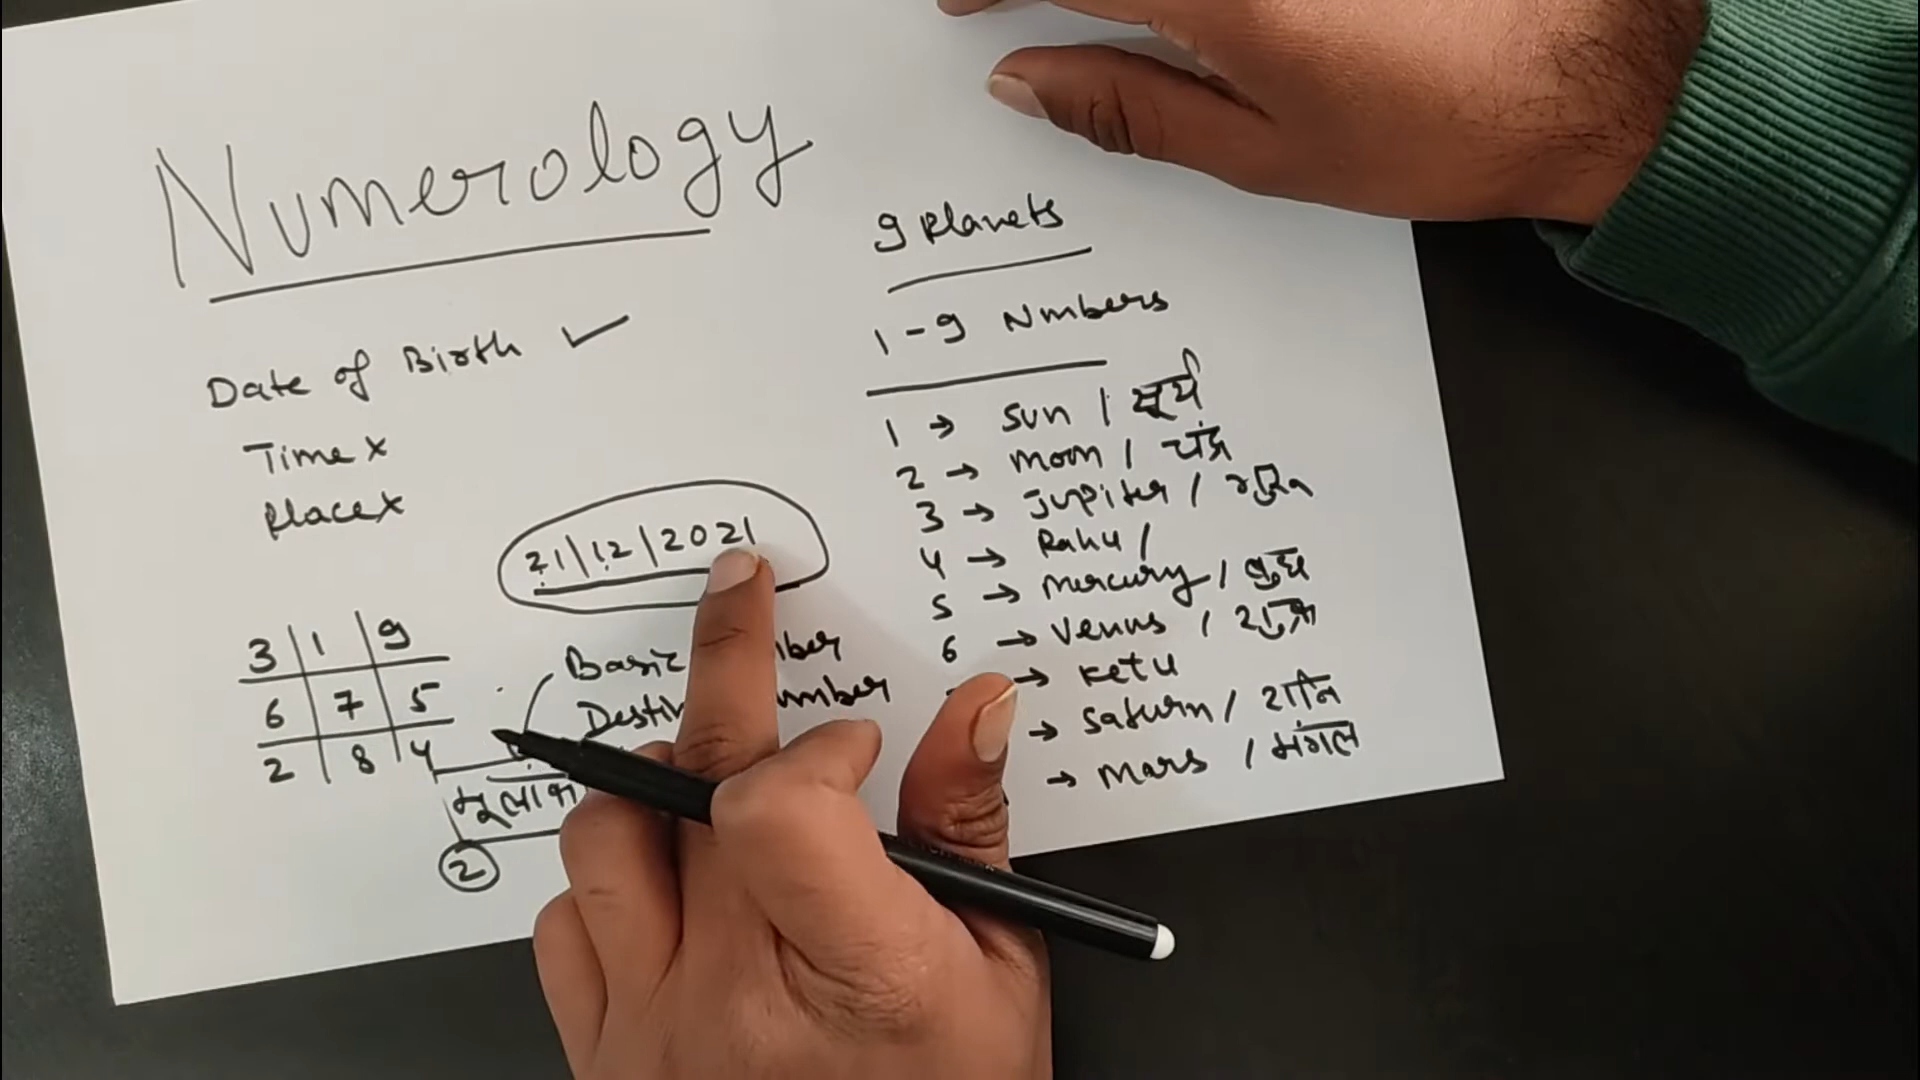 Numerology
Date of Birth ✓
Time x
Place x
21/12/2021
3 | 1 | 9
6 | 7 | 5
2 | 8 | 4
Basic
2
9 Planets
1-9 Nmbers
1 → Sun / सूर्य
2 → moon / चंद्र
3 → Jupiter /
4 → Rahu /
5 → mercury / बुध
6 → Venus / शुक्र
→ Ketu
→ Saturn / शनि
→ Mars / मंगल